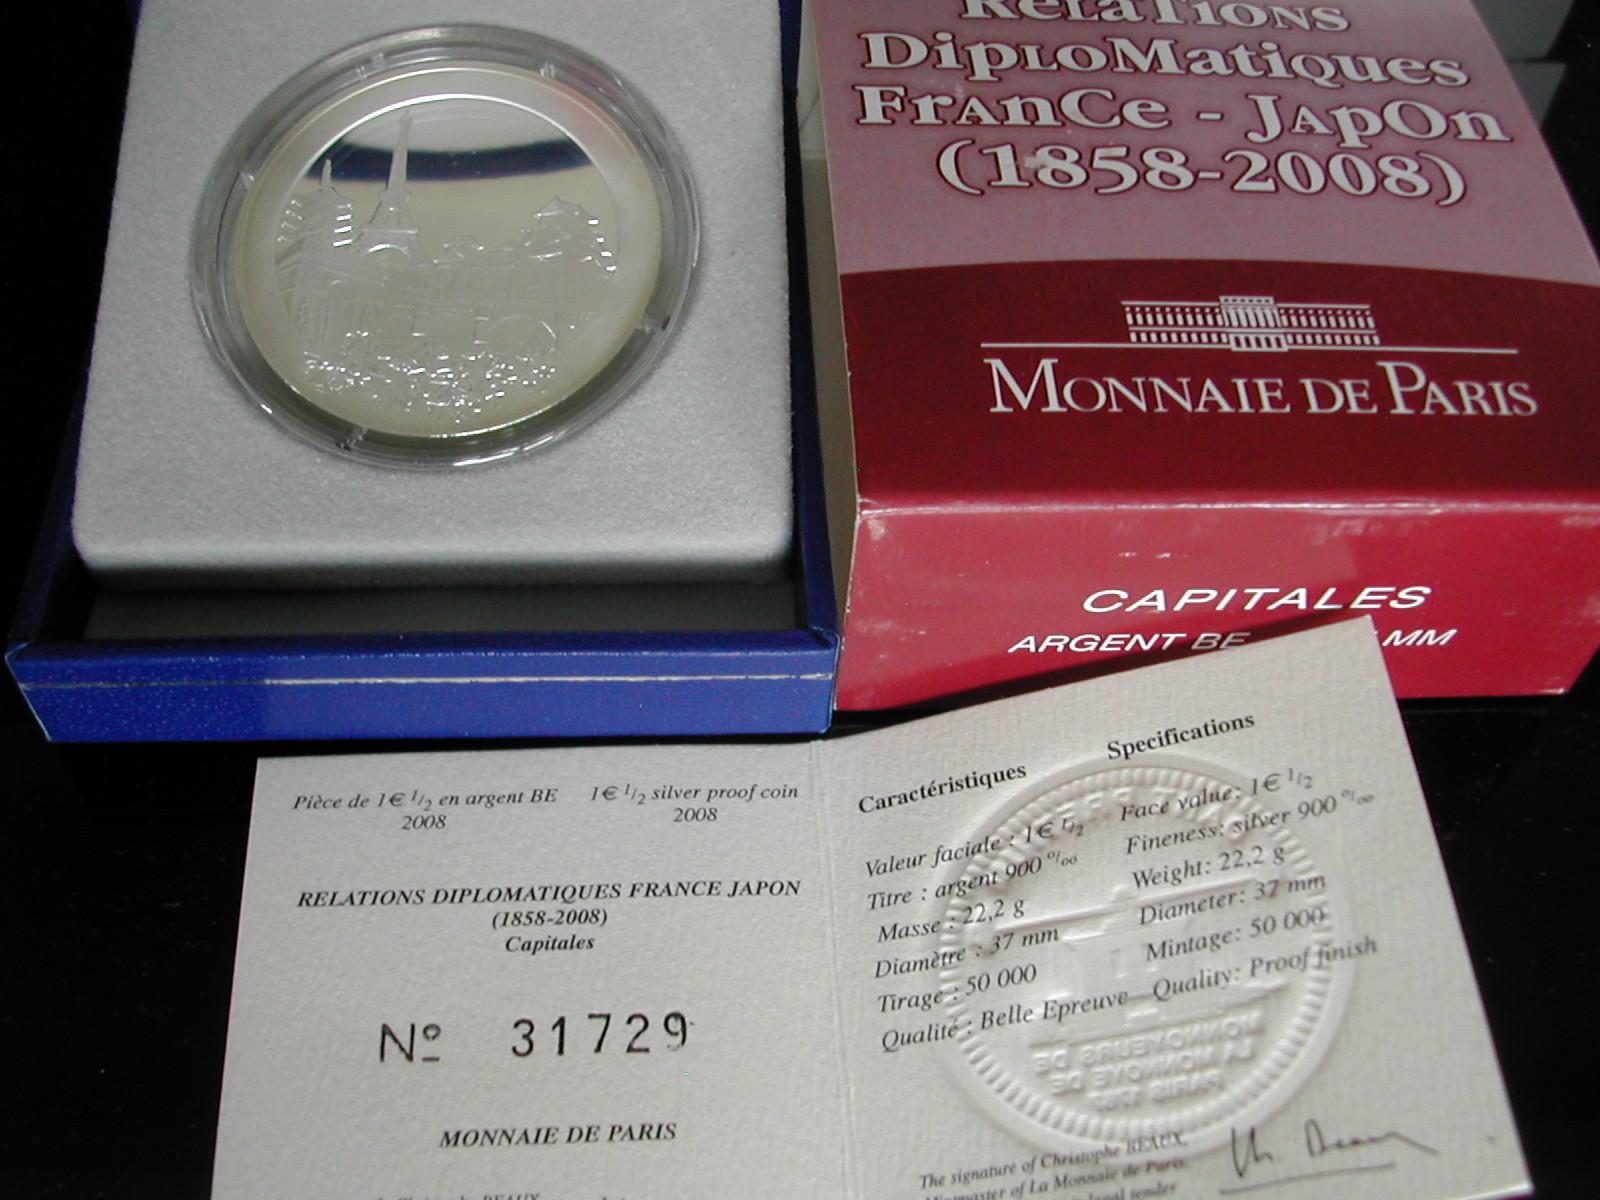 Relations
Diplomatiques
France - Japon
(1858-2008)
MONNAIE DE PARIS
CAPITALES
ARGENT BE MM
Pièce de 1€ 1/2 en argent BE
2008
1€ 1/2 silver proof coin
2008
RELATIONS DIPLOMATIQUES FRANCE JAPON
(1858-2008)
Capitales
Nº 31729
MONNAIE DE PARIS
Caractéristiques
Valeur faciale : 1€ 1/2
Titre : argent 900 ‰
Masse : 22,2 g
Diamètre : 37 mm
Tirage : 50 000
Qualité : Belle Epreuve
Specifications
Face value: 1€ 1/2
Fineness: silver 900 ‰
Weight: 22,2 g
Diameter: 37 mm
Mintage: 50 000
Quality: Proof finish
The signature of Christophe BEAUX,
Mintmaster of La Monnaie de Paris,
legal tender